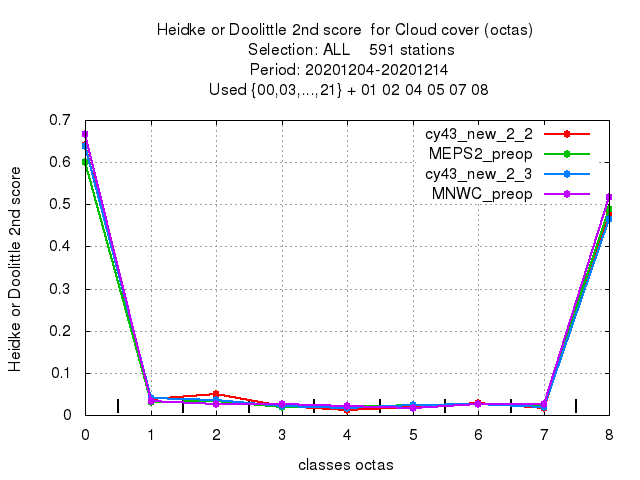 Heidke or Doolittle 2nd score  for Cloud cover (octas)
Selection: ALL    591 stations
Period: 20201204-20201214
Used {00,03,...,21} + 01 02 04 05 07 08
cy43_new_2_2
MEPS2_preop
cy43_new_2_3
MNWC_preop
Heidke or Doolittle 2nd score
0.7
0.6
0.5
0.4
0.3
0.2
0.1
0
0 1 2 3 4 5 6 7 8
classes octas